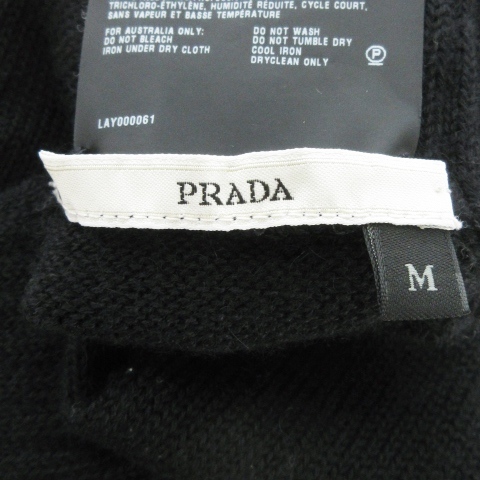 TRICHLORO-ÉTHYLÈNE, HUMIDITÉ RÉDUITE, CYCLE COURT,
SANS VAPEUR ET BASSE TEMPÉRATURE
FOR AUSTRALIA ONLY:
DO NOT BLEACH
IRON UNDER DRY CLOTH
DO NOT WASH
DO NOT TUMBLE DRY
COOL IRON
DRYCLEAN ONLY
P
LAY000061
PRADA
M